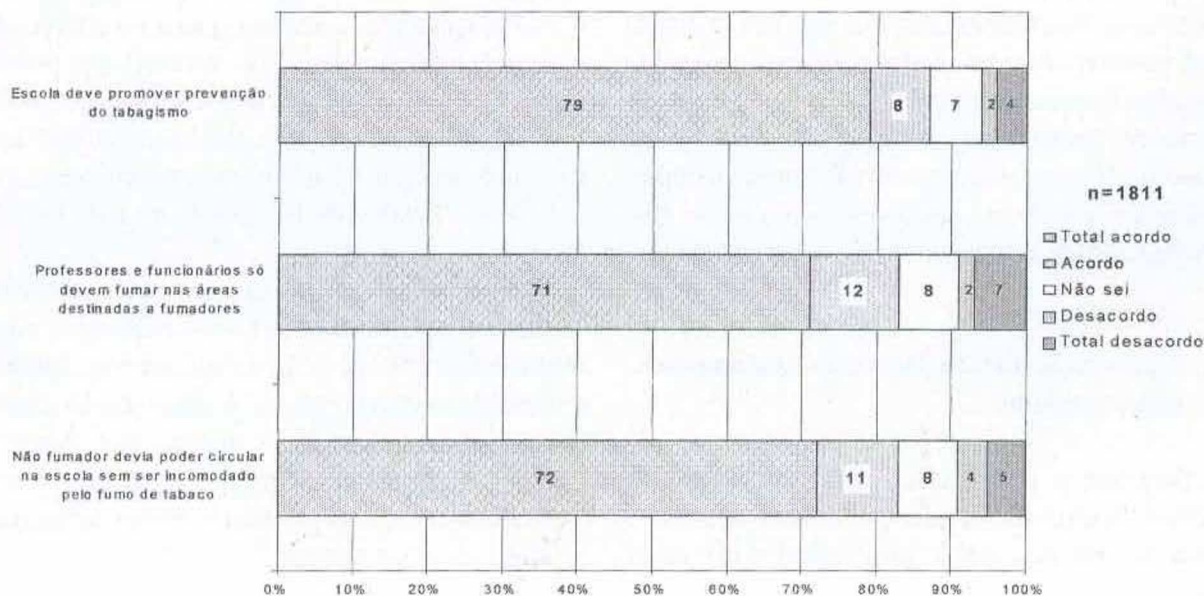 Escola deve promover prevenção
do tabagismo
79 8 7 2 4
n=1811
Total acordo
Acordo
Não sei
Desacordo
Total desacordo
Professores e funcionários só
devem fumar nas áreas
destinadas a fumadores
71 12 8 2 7
Não fumador devia poder circular
na escola sem ser incomodado
pelo fumo de tabaco
72 11 8 4 5
0% 10% 20% 30% 40% 50% 60% 70% 80% 90% 100%